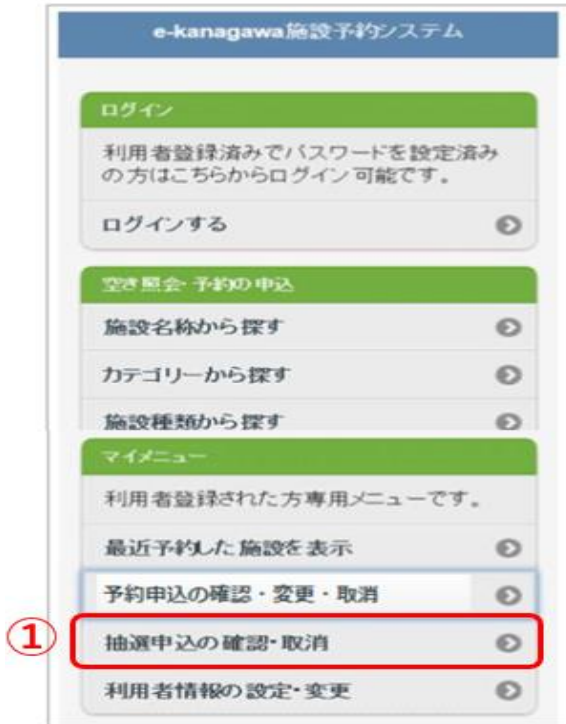 e-kanagawa施設予約システム
ログイン
利用者登録済みでパスワードを設定済み
の方はこちらからログイン可能です。
ログインする
空き照会・予約の申込
施設名称から探す
カテゴリーから探す
施設種類から探す
マイメニュー
利用者登録された方専用メニューです。
最近予約した施設を表示
予約申込の確認・変更・取消
① 抽選申込の確認・取消
利用者情報の設定・変更